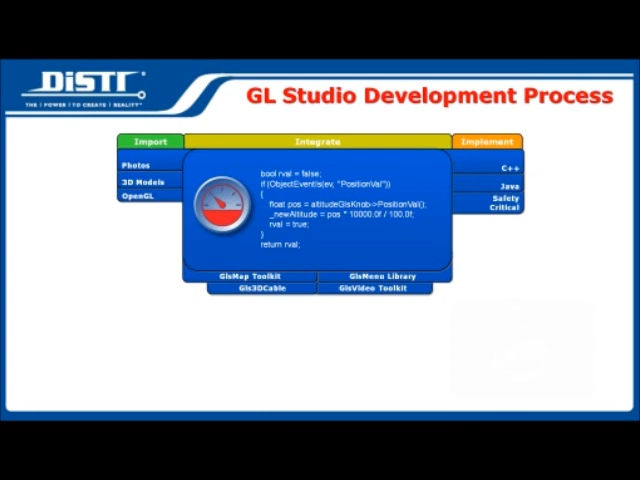 DiSTI®
THE | POWER | TO CREATE | REALITY®
GL Studio Development Process
Import
Integrate
Implement
Photos
3D Models
OpenGL
bool rval = false;
if (ObjectEventIs(ev, "PositionVal"))
{
float pos = altitudeGlsKnob->PositionVal();
_newAltitude = pos * 10000.0f / 100.0f;
rval = true;
}
return rval;
C++
Java
Safety
Critical
GlsMap Toolkit
GlsMenu Library
Gls3DCable
GlsVideo Toolkit